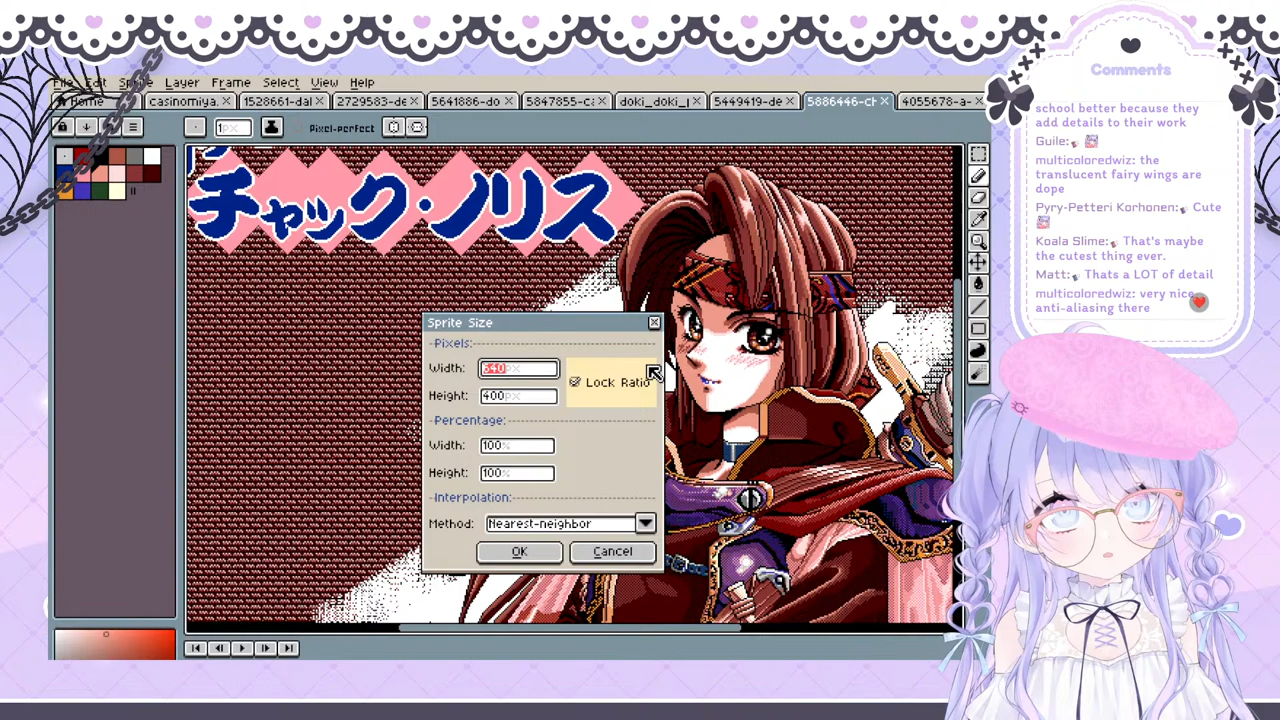 File Edit Sprite Layer Frame Select View Help
Home casinomiya. 1528661-dal 2729583-de 5641886-do 5847855-ca doki_doki_ 5449419-de 5886446-ch 4055678-a-
1px Pixel-perfect
チャック・ノリス
Sprite Size
Pixels:
Width: 640px
Lock Ratio
Height: 400px
Percentage:
Width: 100%
Height: 100%
Interpolation:
Method: Nearest-neighbor
OK Cancel
Comments
school better because they
add details to their work
Guile:
multicoloredwiz: the
translucent fairy wings are
dope
Pyry-Petteri Korhonen: Cute
Koala Slime: That's maybe
the cutest thing ever.
Matt: Thats a LOT of detail
multicoloredwiz: very nice
anti-aliasing there